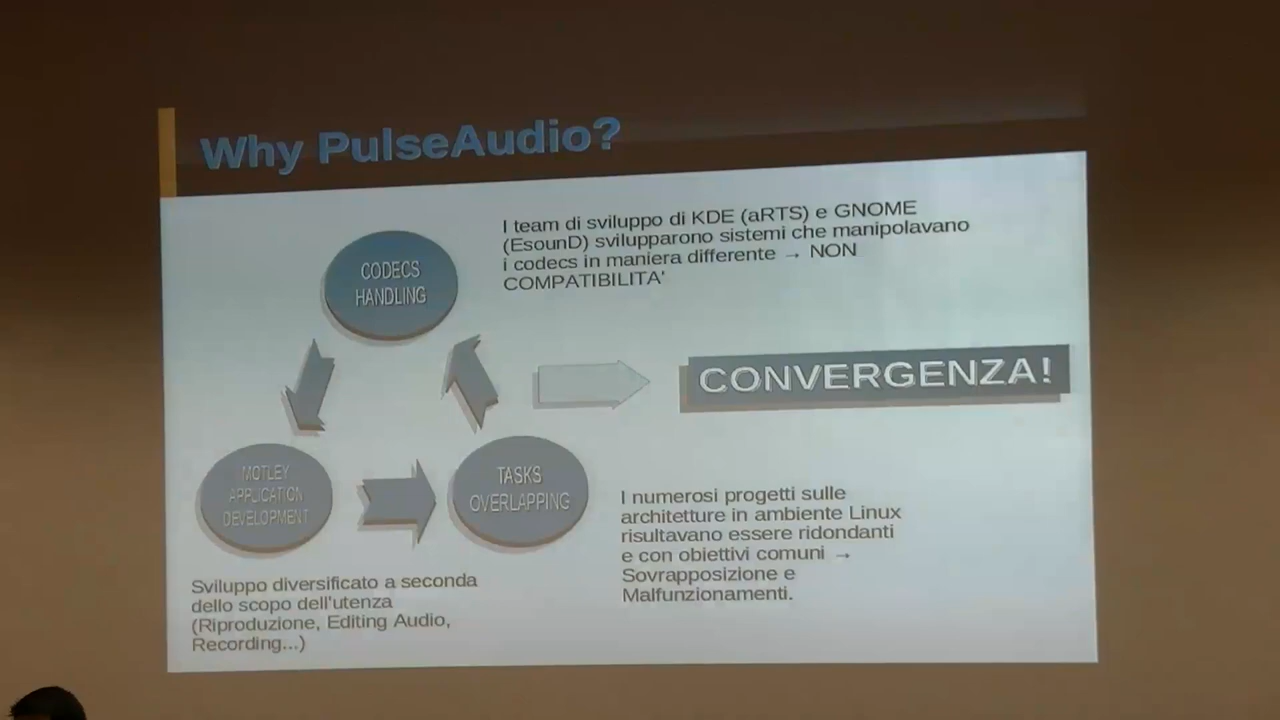 Why PulseAudio?
I team di sviluppo di KDE (aRTS) e GNOME
(EsounD) svilupparono sistemi che manipolavano
i codecs in maniera differente → NON
COMPATIBILITA'
CODECS
HANDLING
CONVERGENZA!
MOTLEY
APPLICATION
DEVELOPMENT
TASKS
OVERLAPPING
I numerosi progetti sulle
architetture in ambiente Linux
risultavano essere ridondanti
e con obiettivi comuni →
Sovrapposizione e
Malfunzionamenti.
Sviluppo diversificato a seconda
dello scopo dell'utenza
(Riproduzione, Editing Audio,
Recording...)